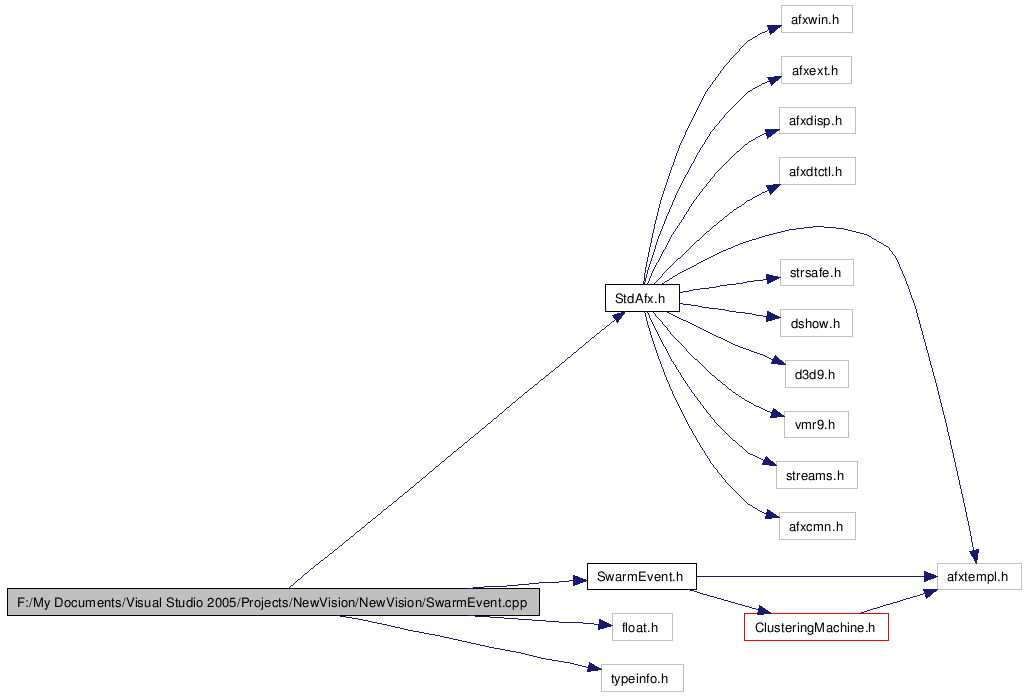 afxwin.h
afxext.h
afxdisp.h
afxdtctl.h
strsafe.h
StdAfx.h
dshow.h
d3d9.h
vmr9.h
streams.h
afxcmn.h
SwarmEvent.h
afxtempl.h
F:/My Documents/Visual Studio 2005/Projects/NewVision/NewVision/SwarmEvent.cpp
float.h
ClusteringMachine.h
typeinfo.h